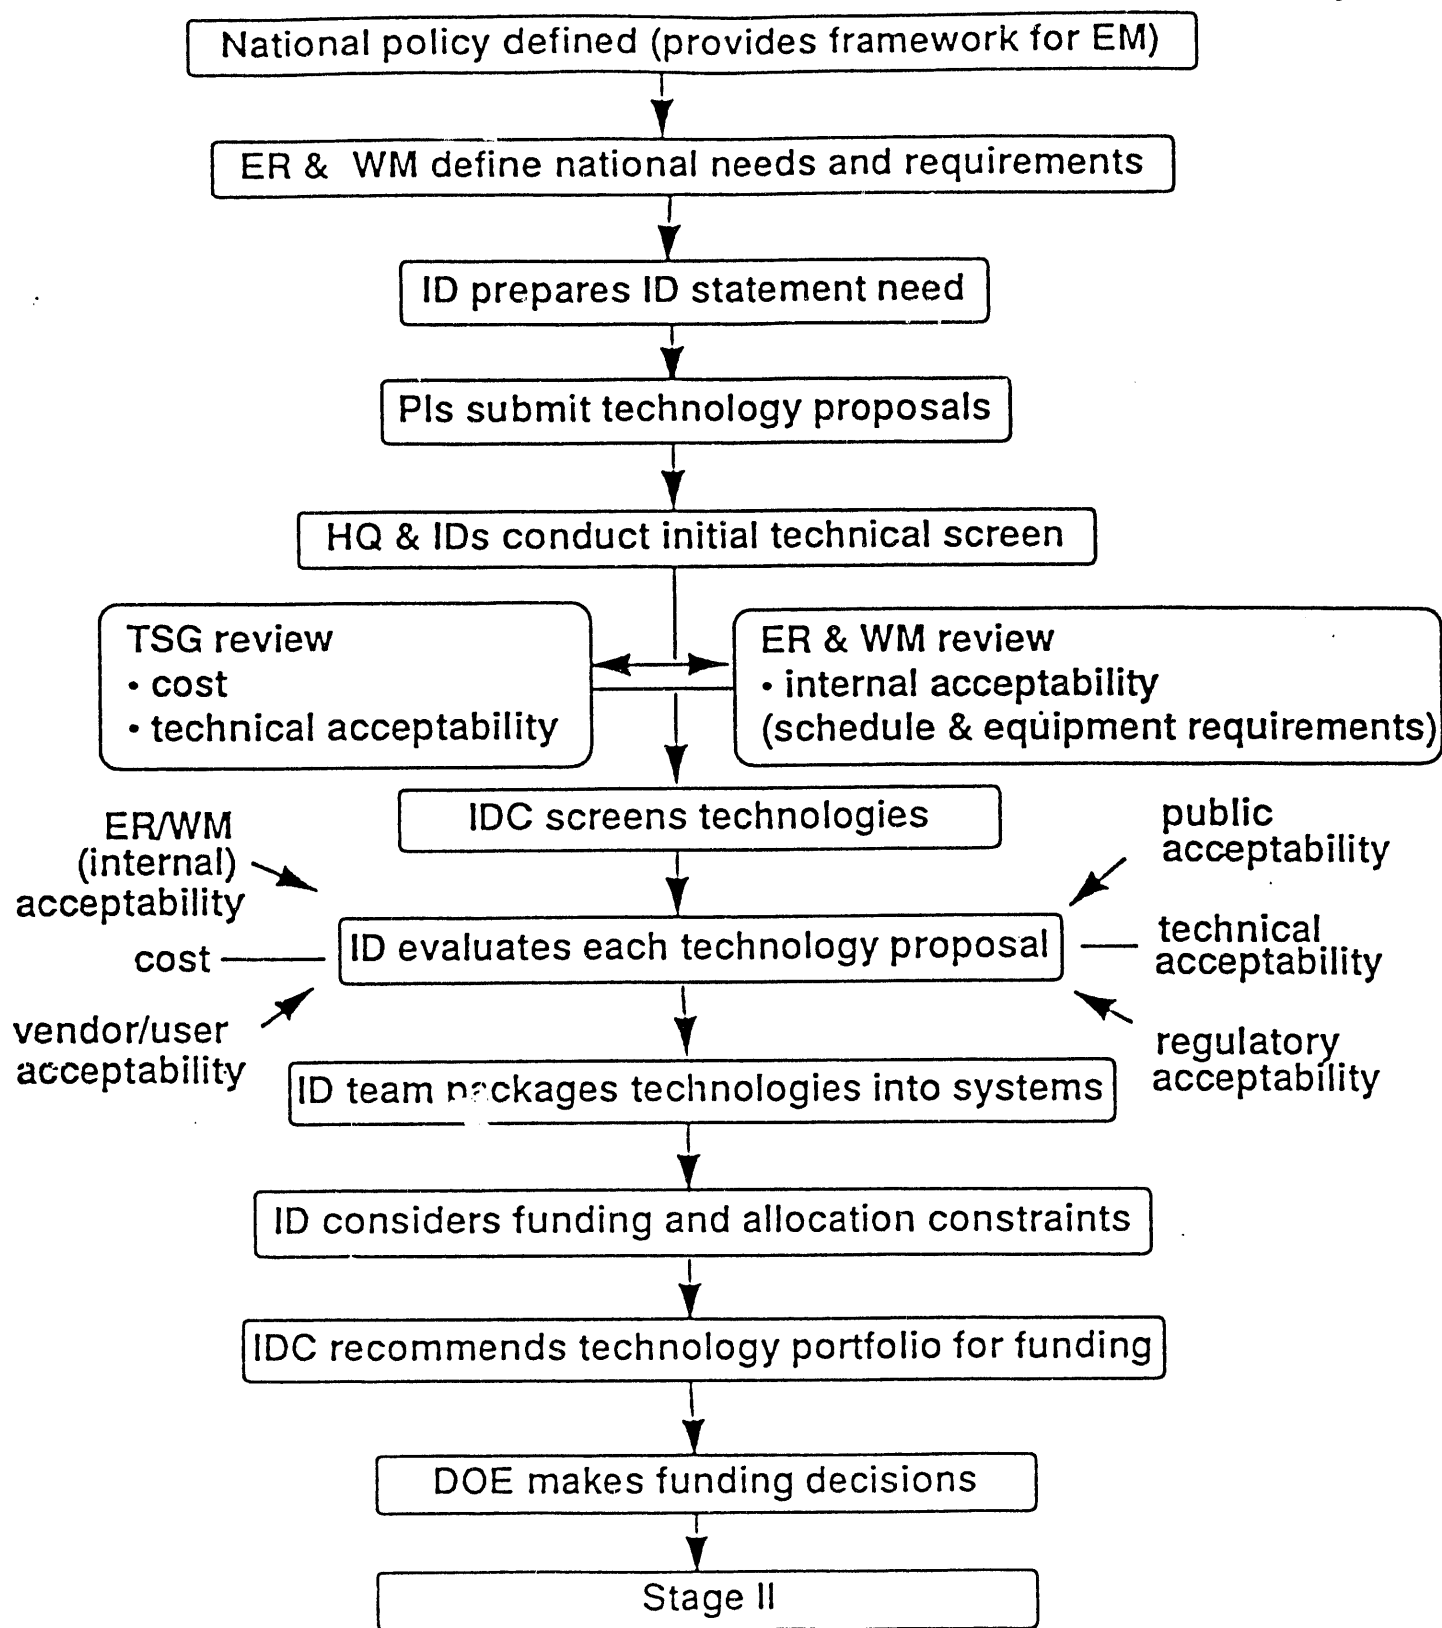 National policy defined (provides framework for EM)
ER & WM define national needs and requirements
ID prepares ID statement need
PIs submit technology proposals
HQ & IDs conduct initial technical screen
TSG review
• cost
• technical acceptability
ER & WM review
• internal acceptability
(schedule & equipment requirements)
IDC screens technologies
ER/WM
(internal)
acceptability
cost
vendor/user
acceptability
public
acceptability
technical
acceptability
regulatory
acceptability
ID evaluates each technology proposal
ID team packages technologies into systems
ID considers funding and allocation constraints
IDC recommends technology portfolio for funding
DOE makes funding decisions
Stage II